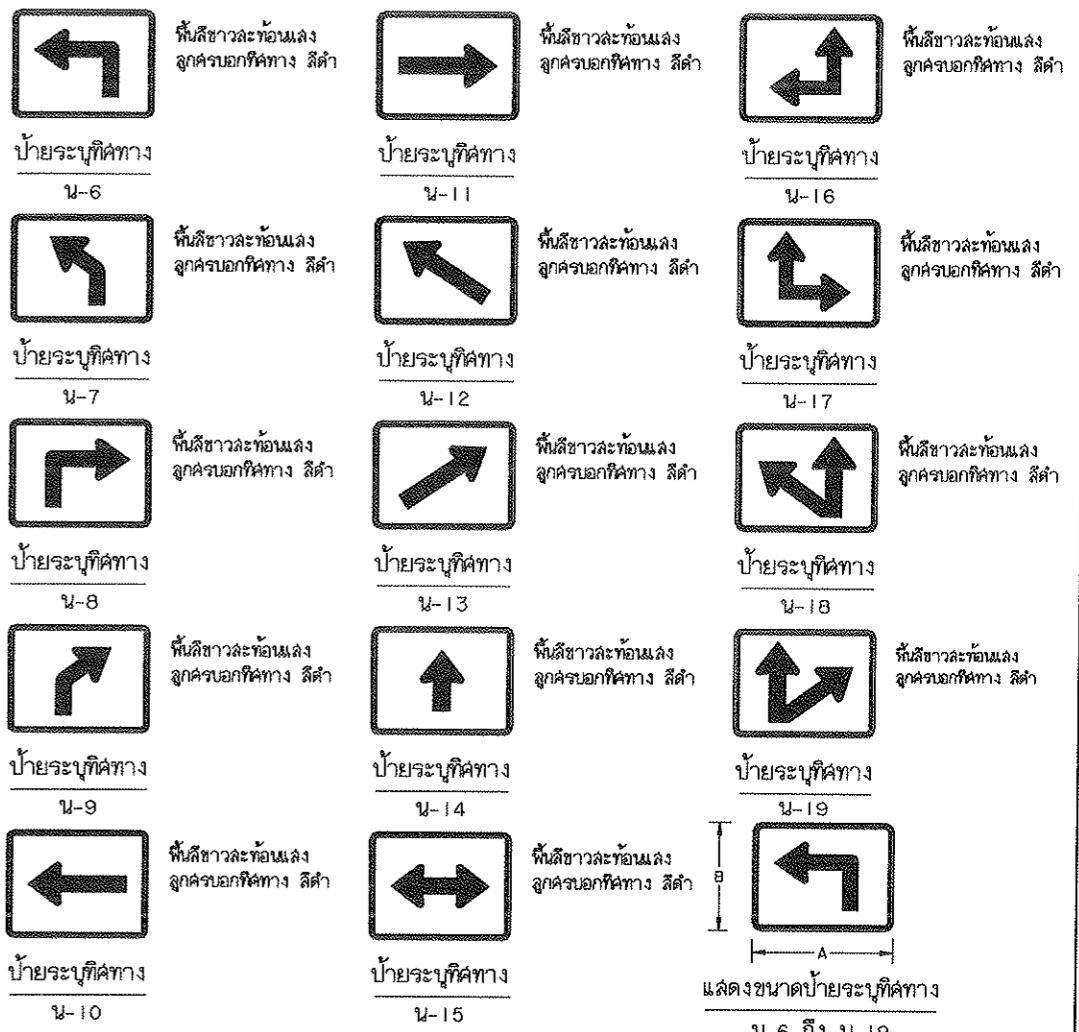 พื้นสีขาวสะท้อนแสง
ลูกศรบอกทิศทาง สีดำ
ป้ายระบุทิศทาง
น-6
พื้นสีขาวสะท้อนแสง
ลูกศรบอกทิศทาง สีดำ
ป้ายระบุทิศทาง
น-11
พื้นสีขาวสะท้อนแสง
ลูกศรบอกทิศทาง สีดำ
ป้ายระบุทิศทาง
น-16
พื้นสีขาวสะท้อนแสง
ลูกศรบอกทิศทาง สีดำ
ป้ายระบุทิศทาง
น-7
พื้นสีขาวสะท้อนแสง
ลูกศรบอกทิศทาง สีดำ
ป้ายระบุทิศทาง
น-12
พื้นสีขาวสะท้อนแสง
ลูกศรบอกทิศทาง สีดำ
ป้ายระบุทิศทาง
น-17
พื้นสีขาวสะท้อนแสง
ลูกศรบอกทิศทาง สีดำ
ป้ายระบุทิศทาง
น-8
พื้นสีขาวสะท้อนแสง
ลูกศรบอกทิศทาง สีดำ
ป้ายระบุทิศทาง
น-13
พื้นสีขาวสะท้อนแสง
ลูกศรบอกทิศทาง สีดำ
ป้ายระบุทิศทาง
น-18
พื้นสีขาวสะท้อนแสง
ลูกศรบอกทิศทาง สีดำ
ป้ายระบุทิศทาง
น-9
พื้นสีขาวสะท้อนแสง
ลูกศรบอกทิศทาง สีดำ
ป้ายระบุทิศทาง
น-14
พื้นสีขาวสะท้อนแสง
ลูกศรบอกทิศทาง สีดำ
ป้ายระบุทิศทาง
น-19
พื้นสีขาวสะท้อนแสง
ลูกศรบอกทิศทาง สีดำ
ป้ายระบุทิศทาง
น-10
พื้นสีขาวสะท้อนแสง
ลูกศรบอกทิศทาง สีดำ
ป้ายระบุทิศทาง
น-15
B
A
แสดงขนาดป้ายระบุทิศทาง
น-6 ถึง น-19